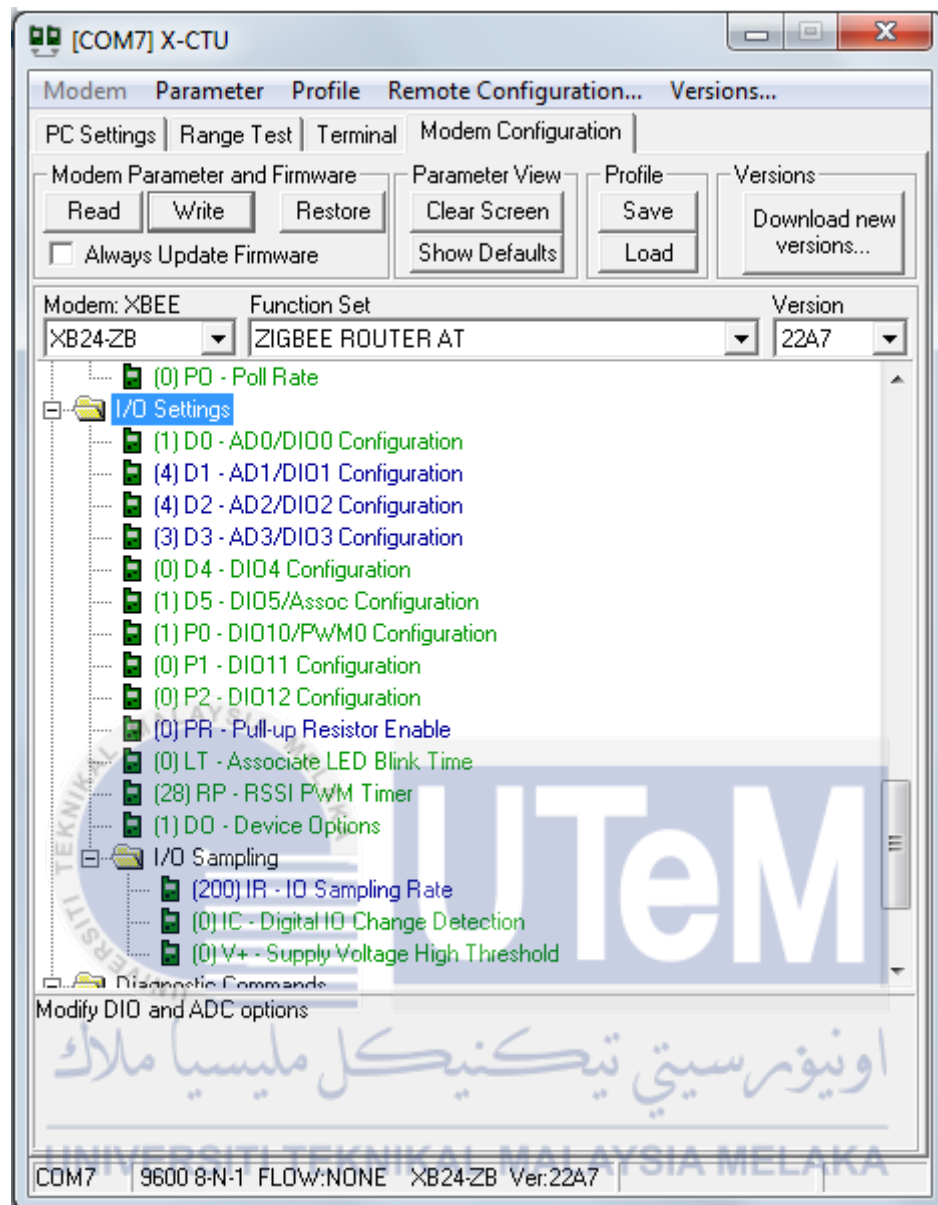 [COM7] X-CTU
Modem Parameter Profile Remote Configuration... Versions...
PC Settings Range Test Terminal Modem Configuration
Modem Parameter and Firmware Parameter View Profile Versions
Read Write Restore Clear Screen Save Download new versions...
Always Update Firmware Show Defaults Load
Modem: XBEE Function Set Version
XB24-ZB ZIGBEE ROUTER AT 22A7
(0) PO - Poll Rate
I/O Settings
(1) D0 - AD0/DIO0 Configuration
(4) D1 - AD1/DIO1 Configuration
(4) D2 - AD2/DIO2 Configuration
(3) D3 - AD3/DIO3 Configuration
(0) D4 - DIO4 Configuration
(1) D5 - DIO5/Assoc Configuration
(1) P0 - DIO10/PWM0 Configuration
(0) P1 - DIO11 Configuration
(0) P2 - DIO12 Configuration
(0) PR - Pull-up Resistor Enable
(0) LT - Associate LED Blink Time
(28) RP - RSSI PWM Timer
(1) DO - Device Options
I/O Sampling
(200) IR - IO Sampling Rate
(0) IC - Digital IO Change Detection
(0) V+ - Supply Voltage High Threshold
Diagnostic Commands
Modify DIO and ADC options
UNIVERSITI TEKNIKAL MALAYSIA MELAKA
UTeM
اونيۏرسيتي تيكنيكل مليسيا ملاك
UNIVERSITI TEKNIKAL MALAYSIA MELAKA
COM7 9600 8-N-1 FLOW:NONE XB24-ZB Ver:22A7